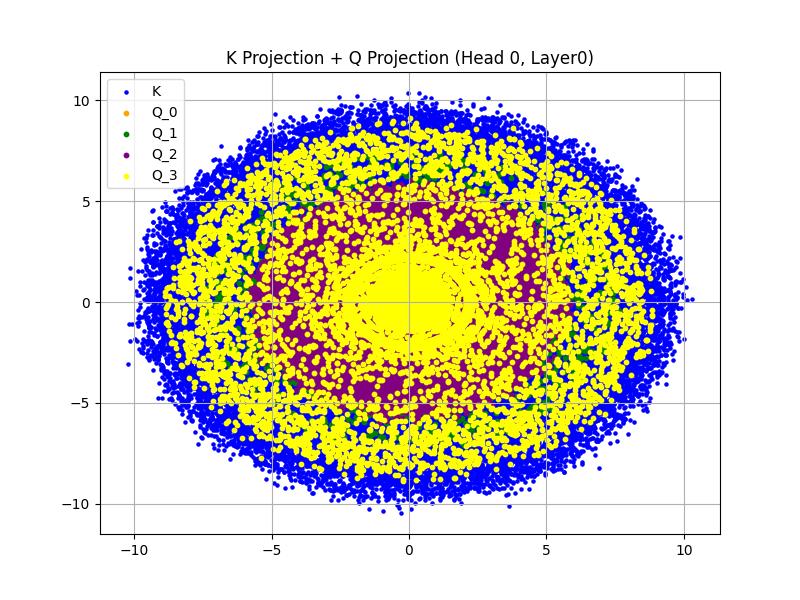 K Projection + Q Projection (Head 0, Layer0)
K
Q_0
Q_1
Q_2
Q_3
10
5
0
−5
−10
−10 −5 0 5 10